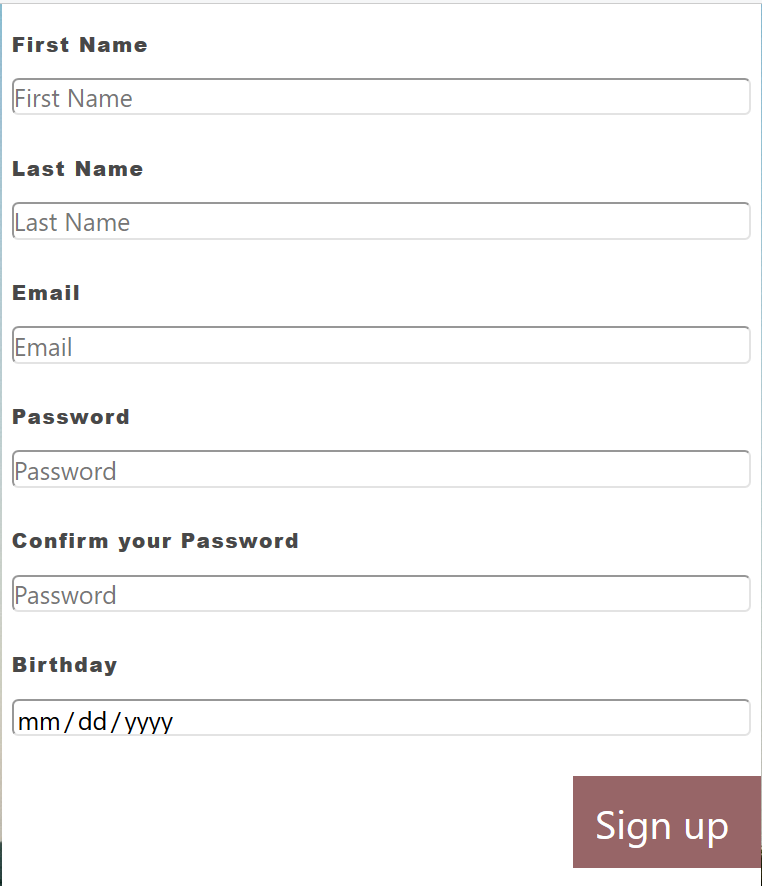 First Name
First Name
Last Name
Last Name
Email
Email
Password
Password
Confirm your Password
Password
Birthday
mm/dd/yyyy
Sign up